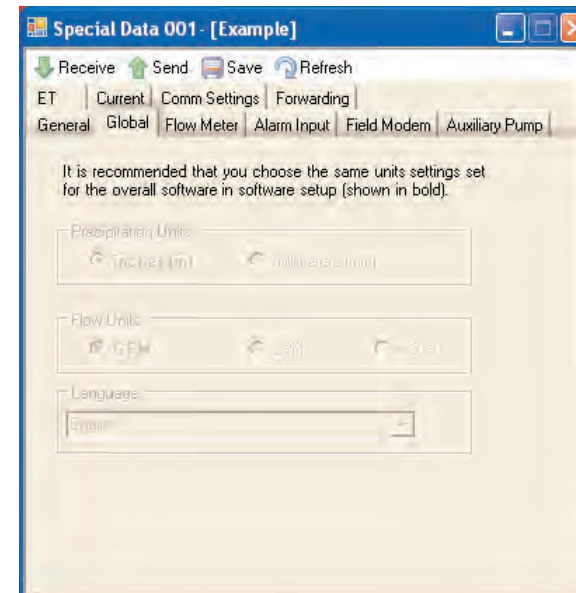 Special Data 001- [Example]
Receive Send Save Refresh
ET Current Comm Settings Forwarding
General Global Flow Meter Alarm Input Field Modem Auxiliary Pump
It is recommended that you choose the same units settings set
for the overall software in software setup (shown in bold).
Precipitation Units
inches (in) millimeters (mm)
Flow Units
GPM
Language
English